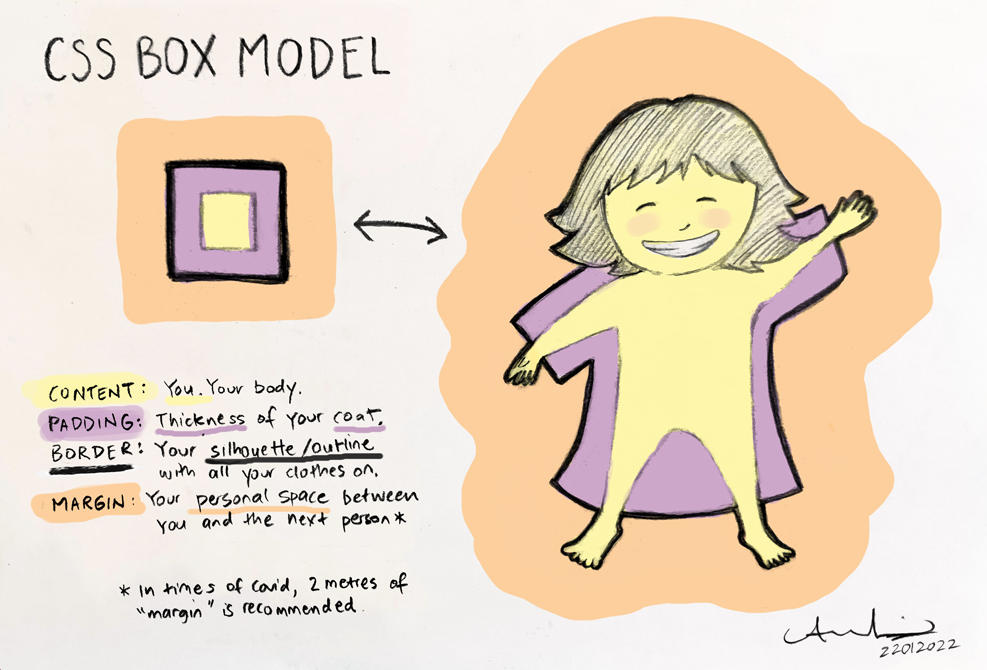 CSS BOX MODEL
CONTENT: You. Your body.
PADDING: Thickness of your coat.
BORDER: Your silhouette/outline
with all your clothes on.
MARGIN: Your personal space between
you and the next person*
* In times of covid, 2 metres of
"margin" is recommended.
22012022